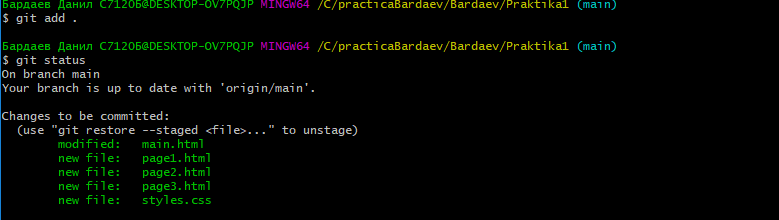 Бардаев Данил С7120Б@DESKTOP-OV7PQJP MINGW64 /C/practicaBardaev/Bardaev/Praktika1 (main)
$ git add .
Бардаев Данил С7120Б@DESKTOP-OV7PQJP MINGW64 /C/practicaBardaev/Bardaev/Praktika1 (main)
$ git status
On branch main
Your branch is up to date with 'origin/main'.
Changes to be committed:
(use "git restore --staged <file>..." to unstage)
modified: main.html
new file: page1.html
new file: page2.html
new file: page3.html
new file: styles.css